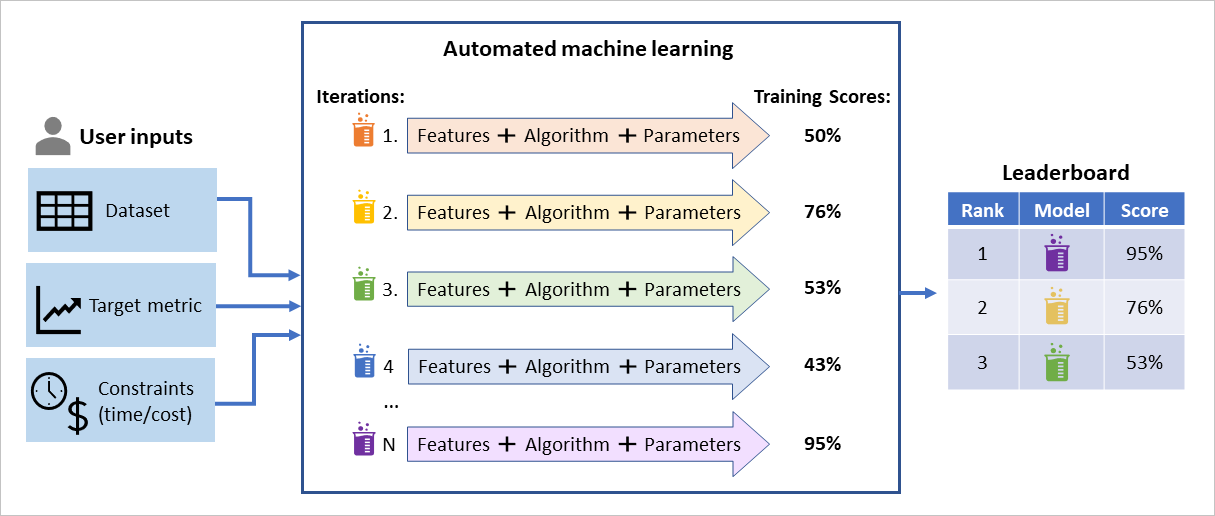 Automated machine learning
Iterations:
Training Scores:
1. Features + Algorithm + Parameters 50%
2. Features + Algorithm + Parameters 76%
3. Features + Algorithm + Parameters 53%
4 Features + Algorithm + Parameters 43%
...
N Features + Algorithm + Parameters 95%
User inputs
Dataset
Target metric
Constraints
(time/cost)
$
Leaderboard
Rank Model Score
1 95%
2 76%
3 53%